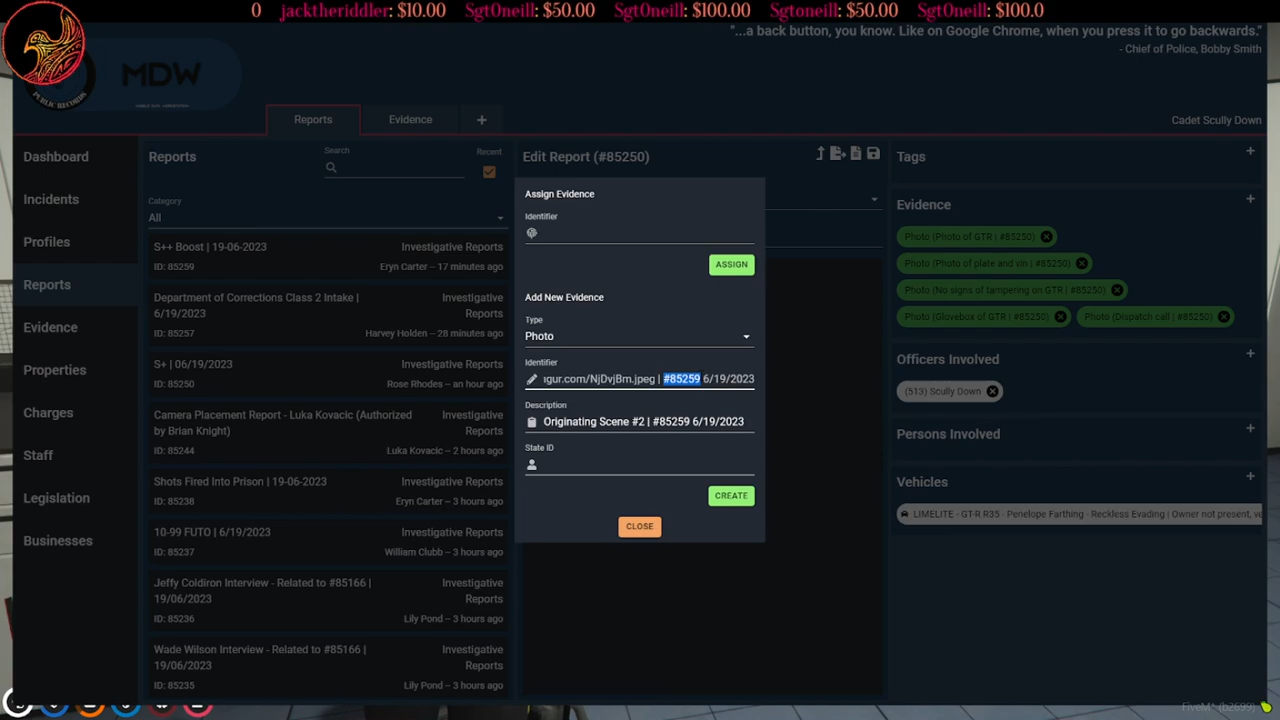 0 jacktheriddler: $10.00 SgtOneill: $50.00 SgtOneill: $100.00 Sgtoneill: $50.00 SgtOneill: $100.0
"...a back button, you know. Like on Google Chrome, when you press it to go backwards."
- Chief of Police, Bobby Smith
MDW
PUBLIC RECORDS
Reports
Evidence
+
Cadet Scully Down
Dashboard
Incidents
Profiles
Reports
Evidence
Properties
Charges
Staff
Legislation
Businesses
Reports
Search
Recent
Category
All
S++ Boost | 19-06-2023
Investigative Reports
ID: 85259
Eryn Carter – 17 minutes ago
Department of Corrections Class 2 Intake |
6/19/2023
Investigative
Reports
ID: 85257
Harvey Holden – 28 minutes ago
S+ | 06/19/2023
Investigative Reports
ID: 85250
Rose Rhodes – an hour ago
Camera Placement Report - Luka Kovacic (Authorized
by Brian Knight)
Investigative
Reports
ID: 85244
Luka Kovacic – 2 hours ago
Shots Fired Into Prison | 19-06-2023
Investigative Reports
ID: 85238
Eryn Carter – 3 hours ago
10-99 FUTO | 6/19/2023
Investigative Reports
ID: 85237
William Clubb – 3 hours ago
Jeffy Coldiron Interview - Related to #85166 |
19/06/2023
Investigative
Reports
ID: 85236
Lily Pond – 3 hours ago
Wade Wilson Interview - Related to #85166 |
19/06/2023
Investigative
Reports
ID: 85235
Lily Pond – 3 hours ago
Edit Report (#85250)
Assign Evidence
Identifier
ASSIGN
Add New Evidence
Type
Photo
Identifier
ıgur.com/NjDvjBm.jpeg | #85259 6/19/2023
Description
Originating Scene #2 | #85259 6/19/2023
State ID
CREATE
CLOSE
Tags
Evidence
Photo (Photo of GTR | #85250)
Photo (Photo of plate and vin | #85250)
Photo (No signs of tampering on GTR | #85250)
Photo (Glovebox of GTR | #85250)
Photo (Dispatch call | #85250)
Officers Involved
(513) Scully Down
Persons Involved
Vehicles
LIMELITE - GT-R R35 - Penelope Farthing - Reckless Evading | Owner not present, ve
FiveM* (b2699)